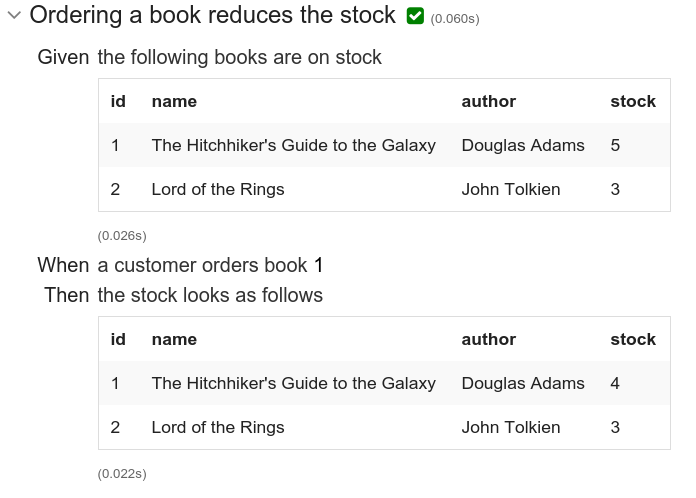 Ordering a book reduces the stock (0.060s)
Given the following books are on stock
id name author stock
1 The Hitchhiker's Guide to the Galaxy Douglas Adams 5
2 Lord of the Rings John Tolkien 3
(0.026s)
When a customer orders book 1
Then the stock looks as follows
id name author stock
1 The Hitchhiker's Guide to the Galaxy Douglas Adams 4
2 Lord of the Rings John Tolkien 3
(0.022s)